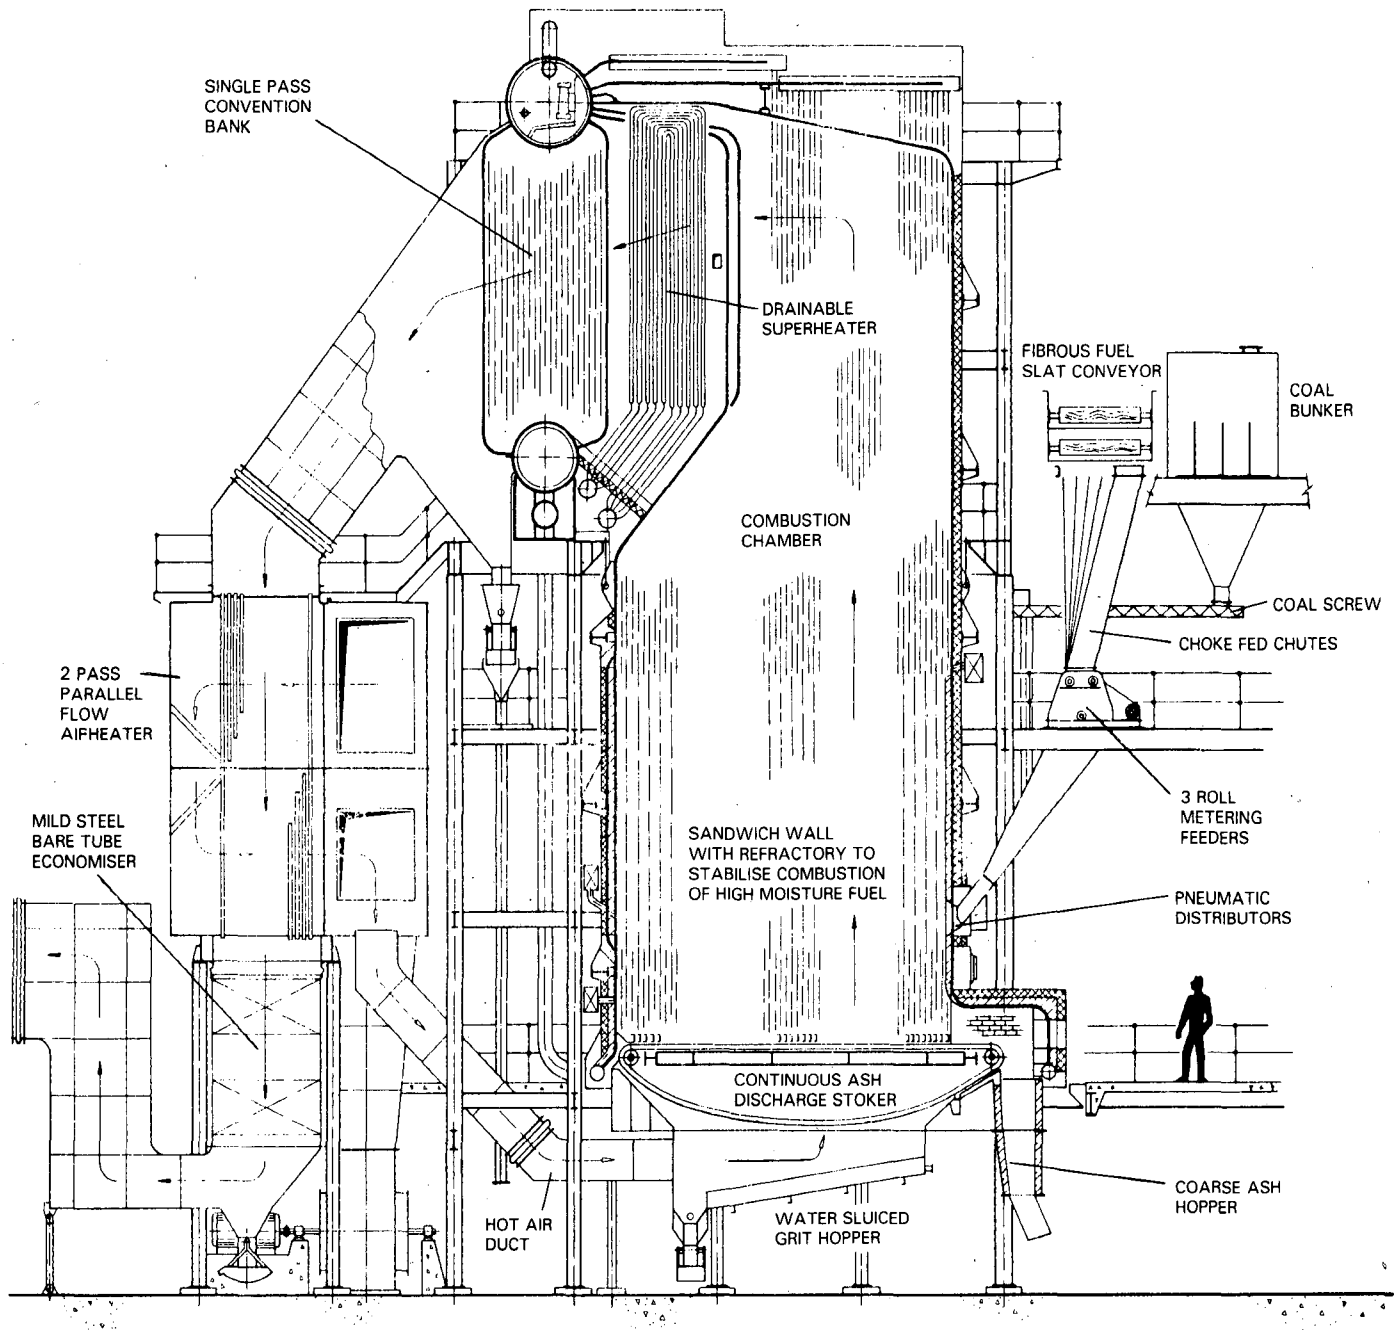 SINGLE PASS
CONVENTION
BANK
DRAINABLE
SUPERHEATER
FIBROUS FUEL
SLAT CONVEYOR
COAL
BUNKER
COMBUSTION
CHAMBER
COAL SCREW
CHOKE FED CHUTES
2 PASS
PARALLEL
FLOW
AIFHEATER
3 ROLL
METERING
FEEDERS
MILD STEEL
BARE TUBE
ECONOMISER
SANDWICH WALL
WITH REFRACTORY TO
STABILISE COMBUSTION
OF HIGH MOISTURE FUEL
PNEUMATIC
DISTRIBUTORS
CONTINUOUS ASH
DISCHARGE STOKER
COARSE ASH
HOPPER
HOT AIR
DUCT
WATER SLUICED
GRIT HOPPER